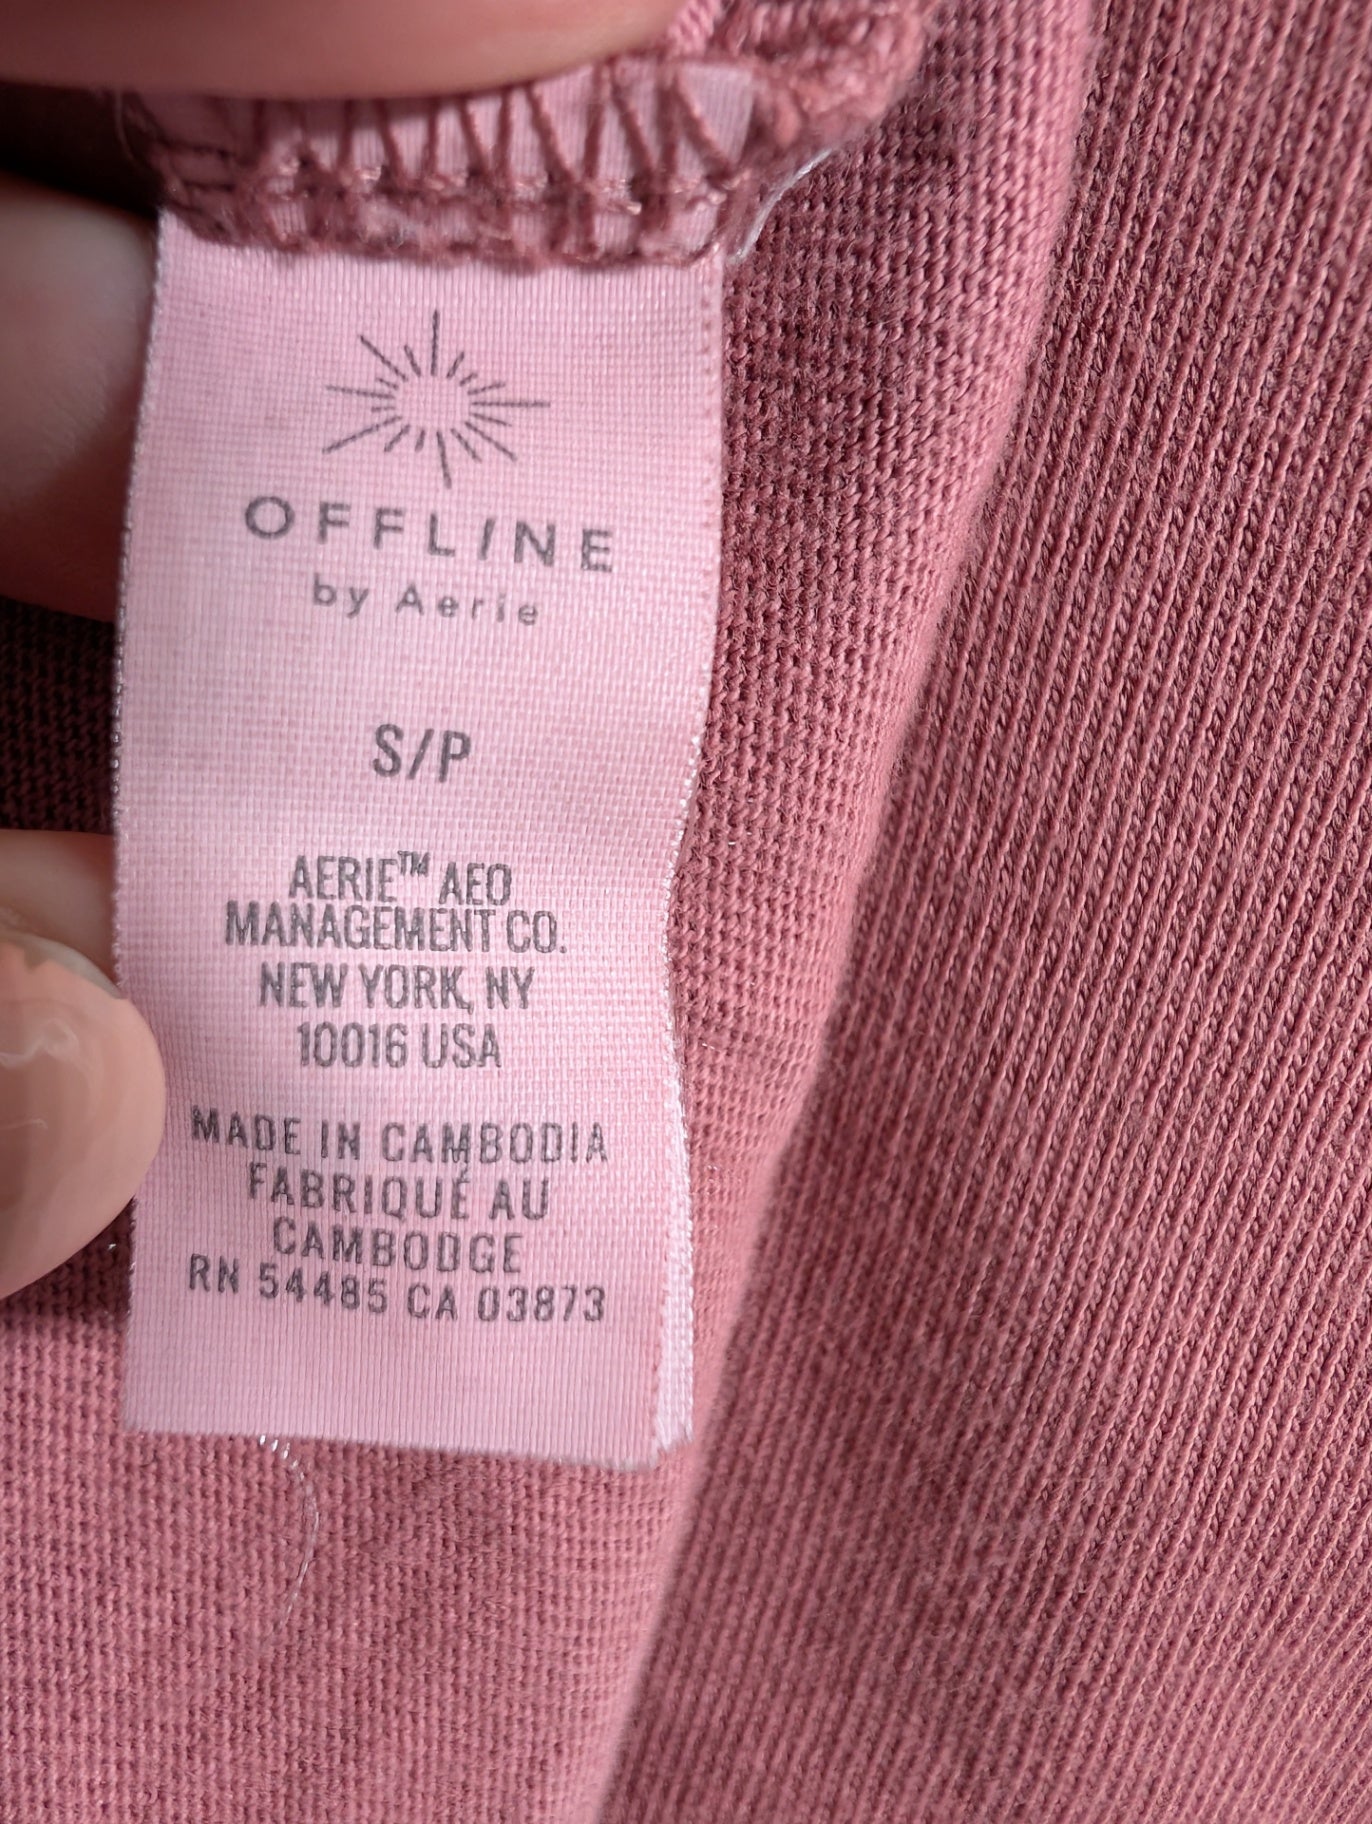 OFFLINE
by Aerie
S/P
AERIE™ AEO
MANAGEMENT CO.
NEW YORK, NY
10016 USA
MADE IN CAMBODIA
FABRIQUÉ AU
CAMBODGE
RN 54485 CA 03873